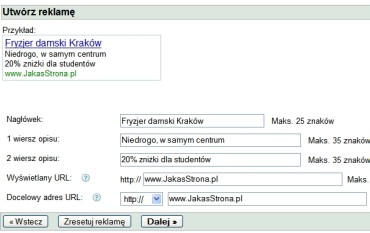 Utwórz reklamę
Przykład:
Fryzjer damski Kraków
Niedrogo, w samym centrum
20% zniżki dla studentów
www.JakasStrona.pl
Nagłówek: Fryzjer damski Kraków Maks. 25 znaków
1 wiersz opisu: Niedrogo, w samym centrum Maks. 35 znaków
2 wiersz opisu: 20% zniżki dla studentów Maks. 35 znaków
Wyświetlany URL: ? http:// www.JakasStrona.pl Maks.
Docelowy adres URL: ? http:// www.JakasStrona.pl
« Wstecz Zresetuj reklamę Dalej »